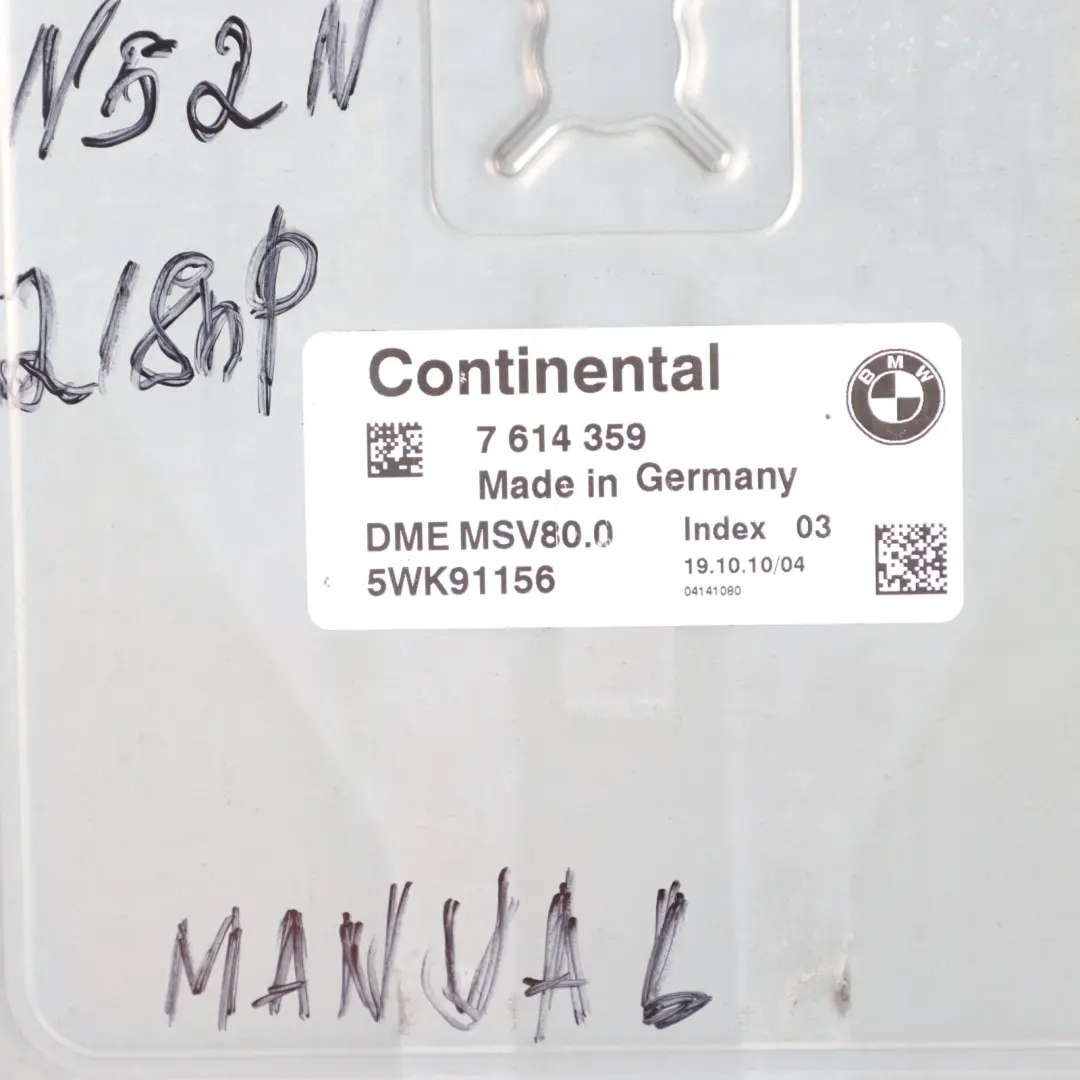 N52N
218hp
Continental
BMW
7 614 359
Made in Germany
DME MSV80.0
Index 03
5WK91156
19.10.10/04
04141080
MANUAL